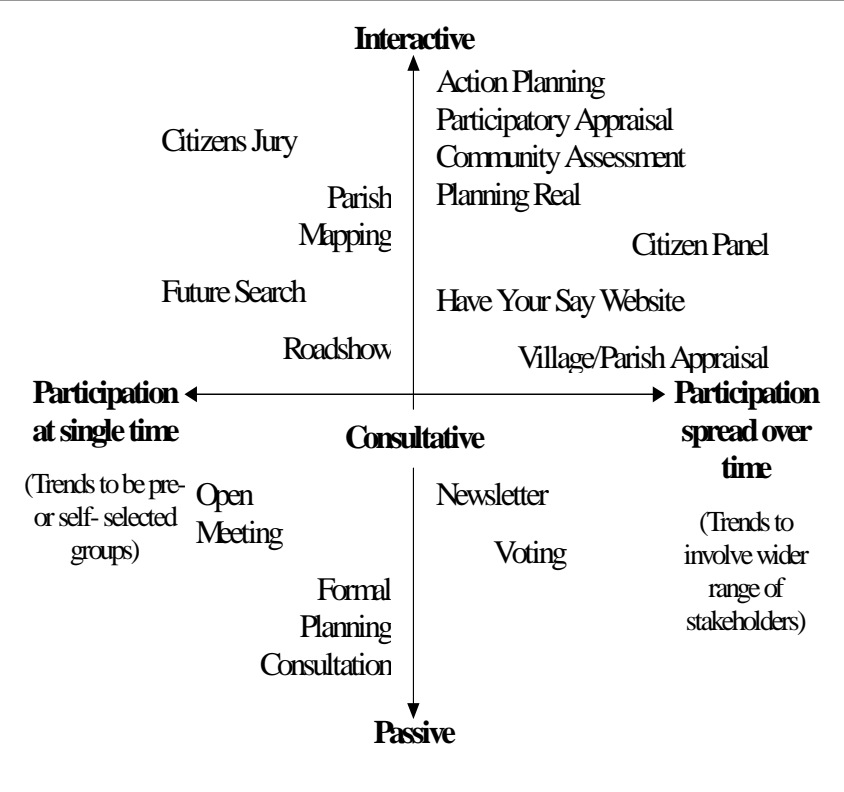 Interactive
Action Planning
Participatory Appraisal
Community Assessment
Planning Real
Citizens Jury
Parish
Mapping
Citizen Panel
Future Search
Have Your Say Website
Roadshow
Village/Parish Appraisal
Participation
at single time
(Trends to be pre-
or self- selected
groups)
Consultative
Participation
spread over
time
(Trends to
involve wider
range of
stakeholders)
Open
Meeting
Newsletter
Voting
Formal
Planning
Consultation
Passive